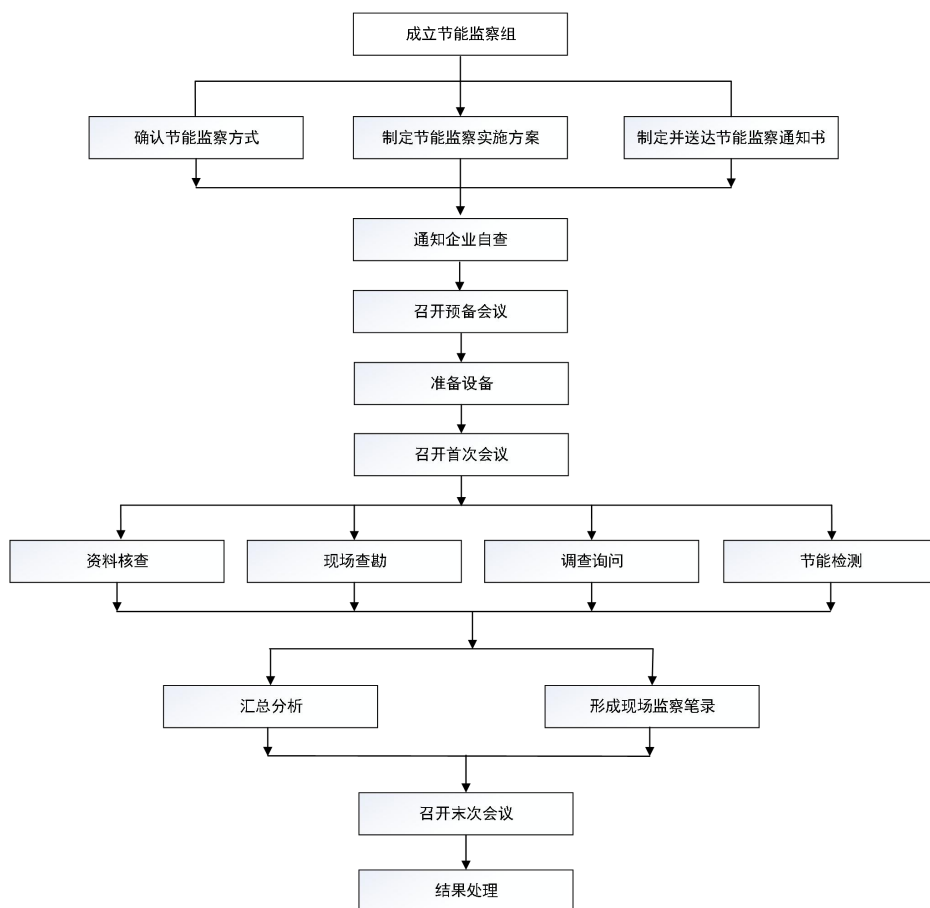 成立节能监察组
确认节能监察方式
制定节能监察实施方案
制定并送达节能监察通知书
通知企业自查
召开预备会议
准备设备
召开首次会议
资料核查
现场查勘
调查询问
节能检测
汇总分析
形成现场监察笔录
召开末次会议
结果处理